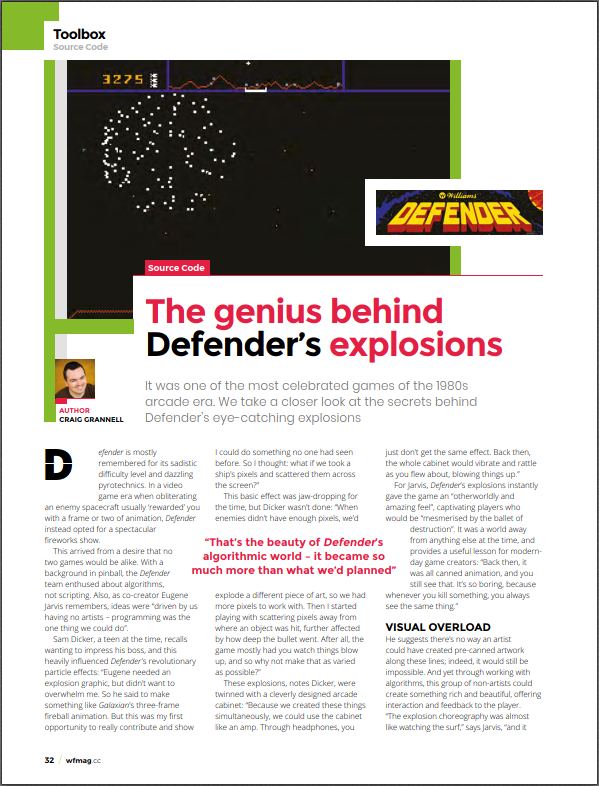 Toolbox
Source Code
3275
Williams
DEFENDER
Source Code
The genius behind
Defender’s explosions
It was one of the most celebrated games of the 1980s
arcade era. We take a closer look at the secrets behind
Defender’s eye-catching explosions
AUTHOR
CRAIG GRANNELL
Defender is mostly
remembered for its sadistic
difficulty level and dazzling
pyrotechnics. In a video
game era when obliterating
an enemy spacecraft usually ‘rewarded’ you
with a frame or two of animation, Defender
instead opted for a spectacular
fireworks show.
This arrived from a desire that no
two games would be alike. With a
background in pinball, the Defender
team enthused about algorithms,
not scripting. Also, as co-creator Eugene
Jarvis remembers, ideas were “driven by us
having no artists – programming was the
one thing we could do”.
Sam Dicker, a teen at the time, recalls
wanting to impress his boss, and this
heavily influenced Defender’s revolutionary
particle effects: “Eugene needed an
explosion graphic, but didn’t want to
overwhelm me. So he said to make
something like Galaxian’s three-frame
fireball animation. But this was my first
opportunity to really contribute and show
I could do something no one had seen
before. So I thought: what if we took a
ship’s pixels and scattered them across
the screen?”
This basic effect was jaw-dropping for
the time, but Dicker wasn’t done: “When
enemies didn’t have enough pixels, we’d
“That’s the beauty of Defender’s
algorithmic world – it became so
much more than what we’d planned”
explode a different piece of art, so we had
more pixels to work with. Then I started
playing with scattering pixels away from
where an object was hit, further affected
by how deep the bullet went. After all, the
game mostly had you watch things blow
up, and so why not make that as varied
as possible?”
These explosions, notes Dicker, were
twinned with a cleverly designed arcade
cabinet: “Because we created these things
simultaneously, we could use the cabinet
like an amp. Through headphones, you
just don’t get the same effect. Back then,
the whole cabinet would vibrate and rattle
as you flew about, blowing things up.”
For Jarvis, Defender’s explosions instantly
gave the game an “otherworldly and
amazing feel”, captivating players who
would be “mesmerised by the ballet of
destruction”. It was a world away
from anything else at the time, and
provides a useful lesson for modern-
day game creators: “Back then, it
was all canned animation, and you
still see that. It’s so boring, because
whenever you kill something, you always
see the same thing.”
VISUAL OVERLOAD
He suggests there’s no way an artist
could have created pre-canned artwork
along these lines; indeed, it would still be
impossible. And yet through working with
algorithms, this group of non-artists could
create something rich and beautiful, offering
interaction and feedback to the player.
“The explosion choreography was almost
like watching the surf,” says Jarvis, “and it
32 / wfmag.cc